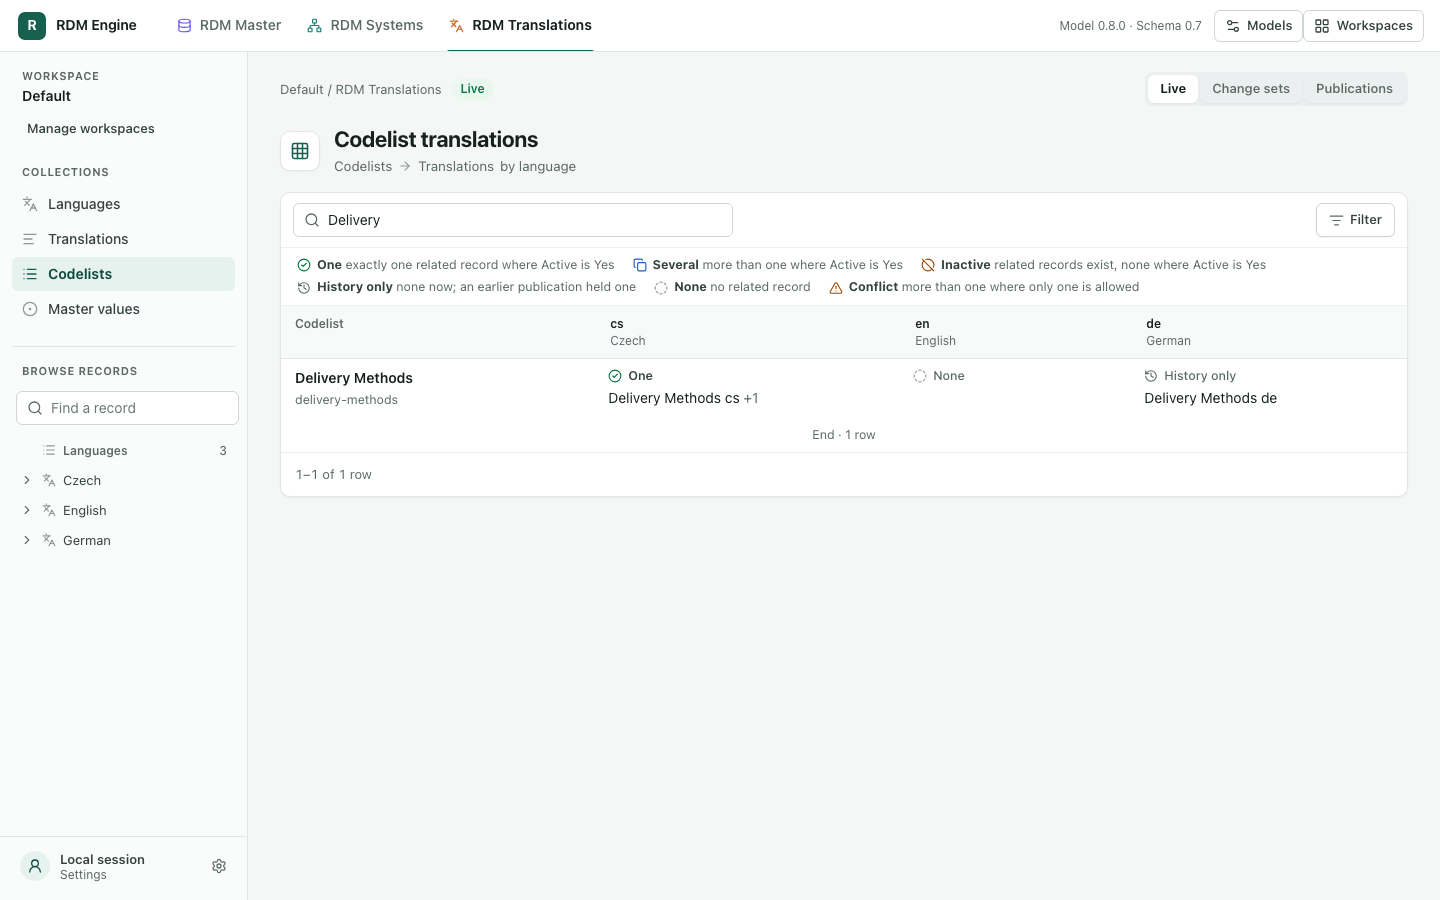 R RDM Engine RDM Master RDM Systems RDM Translations Model 0.8.0 · Schema 0.7 Models Workspaces
WORKSPACE
Default
Manage workspaces
COLLECTIONS
Languages
Translations
Codelists
Master values
BROWSE RECORDS
Find a record
Languages 3
Czech
English
German
Local session
Settings
Default / RDM Translations Live Live Change sets Publications
Codelist translations
Codelists → Translations by language
Delivery Filter
One exactly one related record where Active is Yes Several more than one where Active is Yes Inactive related records exist, none where Active is Yes
History only none now; an earlier publication held one None no related record Conflict more than one where only one is allowed
Codelist cs en de
Czech English German
Delivery Methods One None History only
delivery-methods Delivery Methods cs +1 Delivery Methods de
End · 1 row
1–1 of 1 row